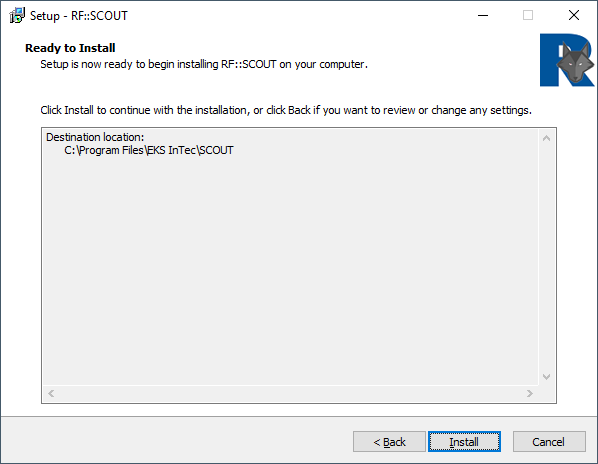 Setup - RF::SCOUT
Ready to Install
Setup is now ready to begin installing RF::SCOUT on your computer.
R
Click Install to continue with the installation, or click Back if you want to review or change any settings.
Destination location:
C:\Program Files\EKS InTec\SCOUT
< Back
Install
Cancel